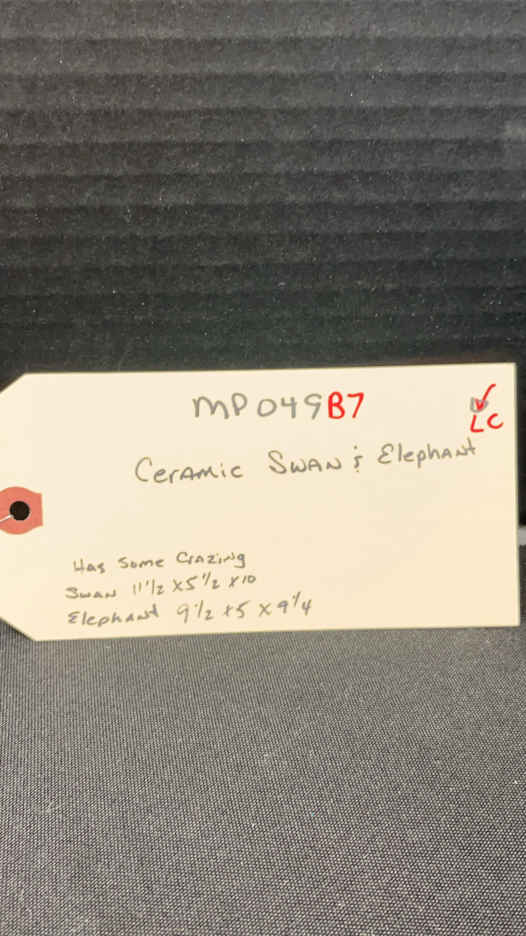 MP049B7
LC
Ceramic Swan & Elephant
Has Some Crazing
Swan 11 1/2 x 5 1/2 x 10
Elephant 9 1/2 x 5 x 9 1/4